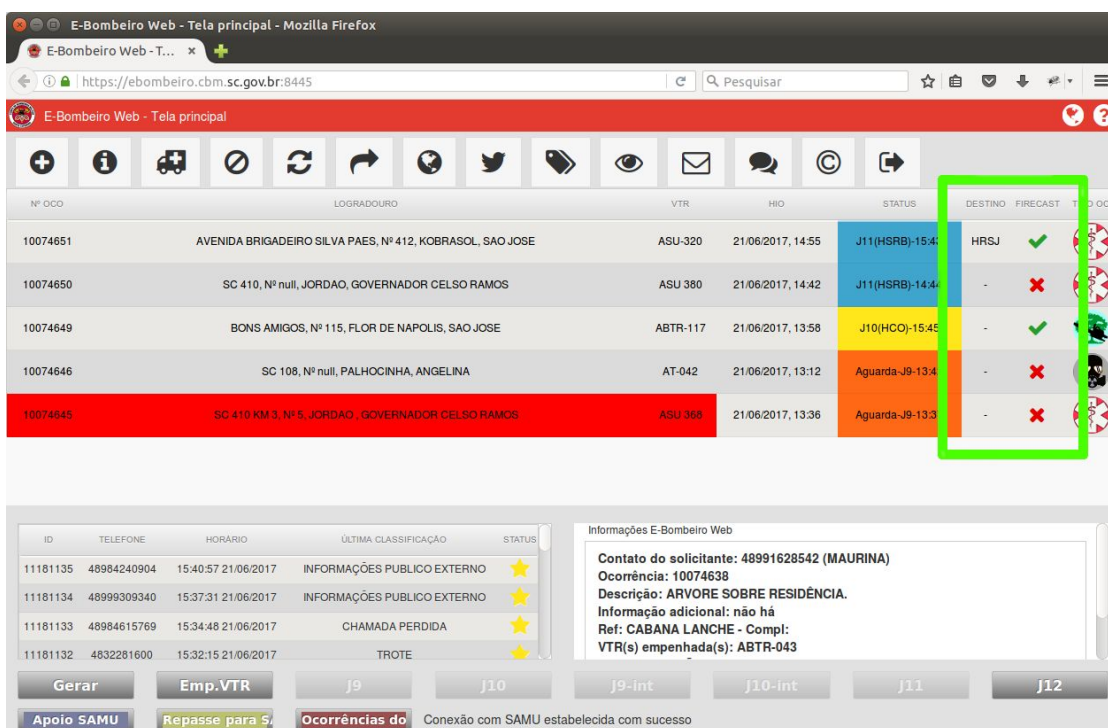 E-Bombeiro Web - Tela principal - Mozilla Firefox
E-Bombeiro Web - T...
https://ebombeiro.cbm.sc.gov.br:8445 Pesquisar
E-Bombeiro Web - Tela principal
Nº OCO LOGRADOURO VTR HIO STATUS DESTINO FIRECAST
10074651 AVENIDA BRIGADEIRO SILVA PAES, Nº 412, KOBRASOL, SAO JOSE ASU-320 21/06/2017, 14:55 J11(HSRB)-15:43 HRSJ
10074650 SC 410, Nº null, JORDAO, GOVERNADOR CELSO RAMOS ASU 380 21/06/2017, 14:42 J11(HSRB)-14:44 -
10074649 BONS AMIGOS, Nº 115, FLOR DE NAPOLIS, SAO JOSE ABTR-117 21/06/2017, 13:58 J10(HCO)-15:45 -
10074646 SC 108, Nº null, PALHOCINHA, ANGELINA AT-042 21/06/2017, 13:12 Aguarda-J9-13:4 -
10074645 SC 410 KM 3, Nº 5, JORDAO , GOVERNADOR CELSO RAMOS ASU 368 21/06/2017, 13:36 Aguarda-J9-13:3 -
ID TELEFONE HORÁRIO ÚLTIMA CLASSIFICAÇÃO STATUS
11181135 48984240904 15:40:57 21/06/2017 INFORMAÇÕES PUBLICO EXTERNO
11181134 48999309340 15:37:31 21/06/2017 INFORMAÇÕES PUBLICO EXTERNO
11181133 48984615769 15:34:48 21/06/2017 CHAMADA PERDIDA
11181132 4832281600 15:32:15 21/06/2017 TROTE
Informações E-Bombeiro Web
Contato do solicitante: 48991628542 (MAURINA)
Ocorrência: 10074638
Descrição: ARVORE SOBRE RESIDÊNCIA.
Informação adicional: não há
Ref: CABANA LANCHE - Compl:
VTR(s) empenhada(s): ABTR-043
Gerar Emp.VTR J9 J10 J9-int J10-int J11 J12
Apoio SAMU Repasse para SA Ocorrências do Conexão com SAMU estabelecida com sucesso